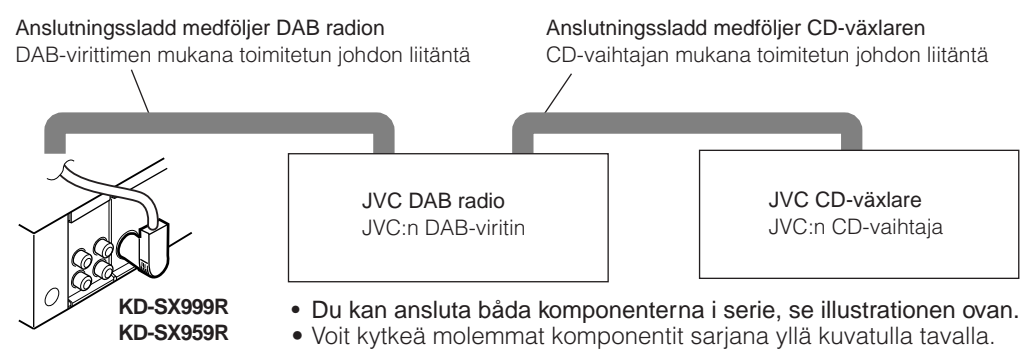 Anslutningssladd medföljer DAB radion
DAB-virittimen mukana toimitetun johdon liitäntä
Anslutningssladd medföljer CD-växlaren
CD-vaihtajan mukana toimitetun johdon liitäntä
JVC DAB radio
JVC:n DAB-viritin
JVC CD-växlare
JVC:n CD-vaihtaja
KD-SX999R
KD-SX959R
• Du kan ansluta båda komponenterna i serie, se illustrationen ovan.
• Voit kytkeä molemmat komponentit sarjana yllä kuvatulla tavalla.